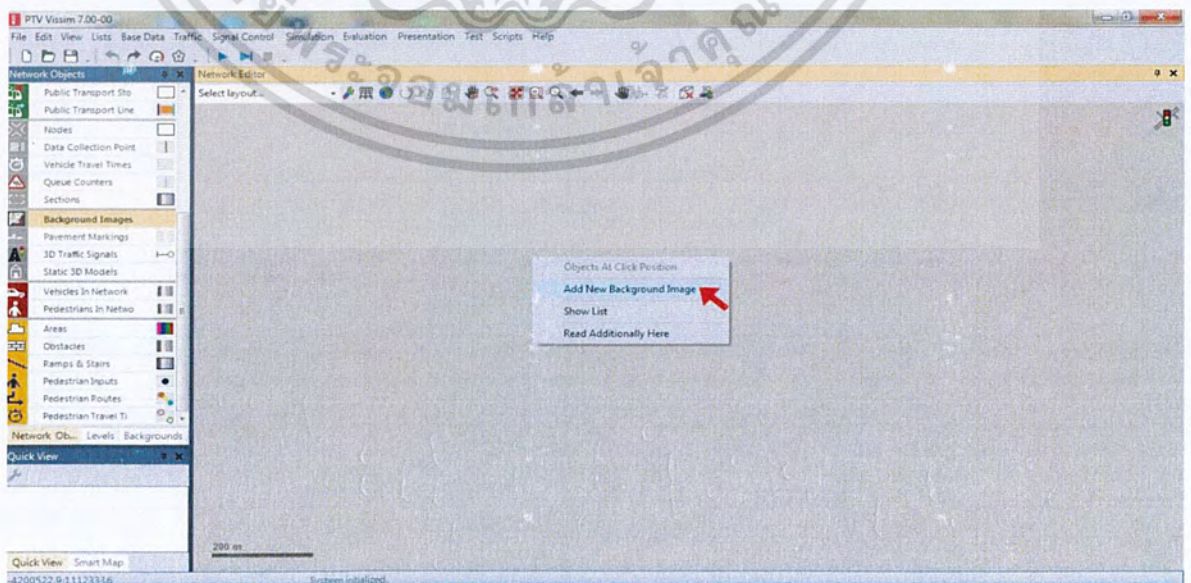 PTV Vissim 7.00-00
File Edit View Lists Base Data Traffic Signal Control Simulation Evaluation Presentation Test Scripts Help
Network Objects
Network Editor
Select layout...
Public Transport Sto
Public Transport Line
Nodes
Data Collection Point
Vehicle Travel Times
Queue Counters
Sections
Background Images
Pavement Markings
3D Traffic Signals
Static 3D Models
Vehicles In Network
Pedestrians In Netwo
Areas
Obstacles
Ramps & Stairs
Pedestrian Inputs
Pedestrian Routes
Pedestrian Travel Ti
Network Ob... Levels Backgrounds
Quick View
Quick View Smart Map
Objects At Click Position
Add New Background Image
Show List
Read Additionally Here
200 m
System initialized